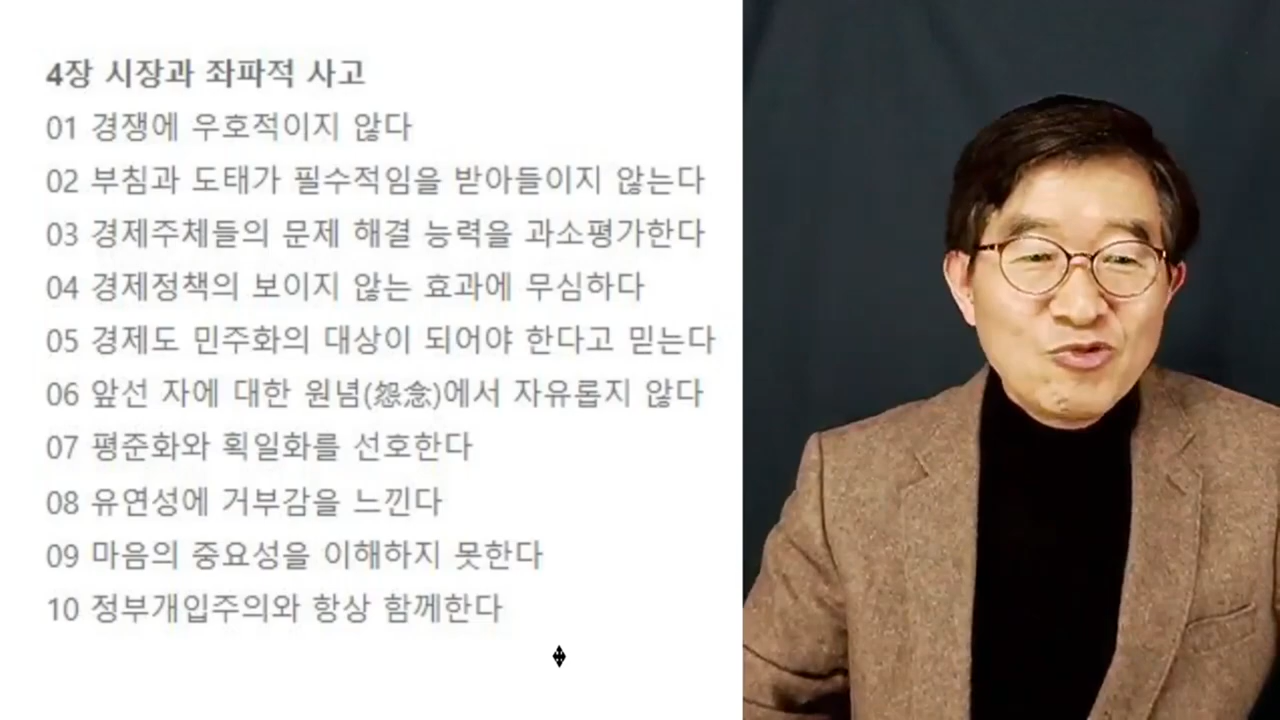 4장 시장과 좌파적 사고
01 경쟁에 우호적이지 않다
02 부침과 도태가 필수적임을 받아들이지 않는다
03 경제주체들의 문제 해결 능력을 과소평가한다
04 경제정책의 보이지 않는 효과에 무심하다
05 경제도 민주화의 대상이 되어야 한다고 믿는다
06 앞선 자에 대한 원념(怨念)에서 자유롭지 않다
07 평준화와 획일화를 선호한다
08 유연성에 거부감을 느낀다
09 마음의 중요성을 이해하지 못한다
10 정부개입주의와 항상 함께한다